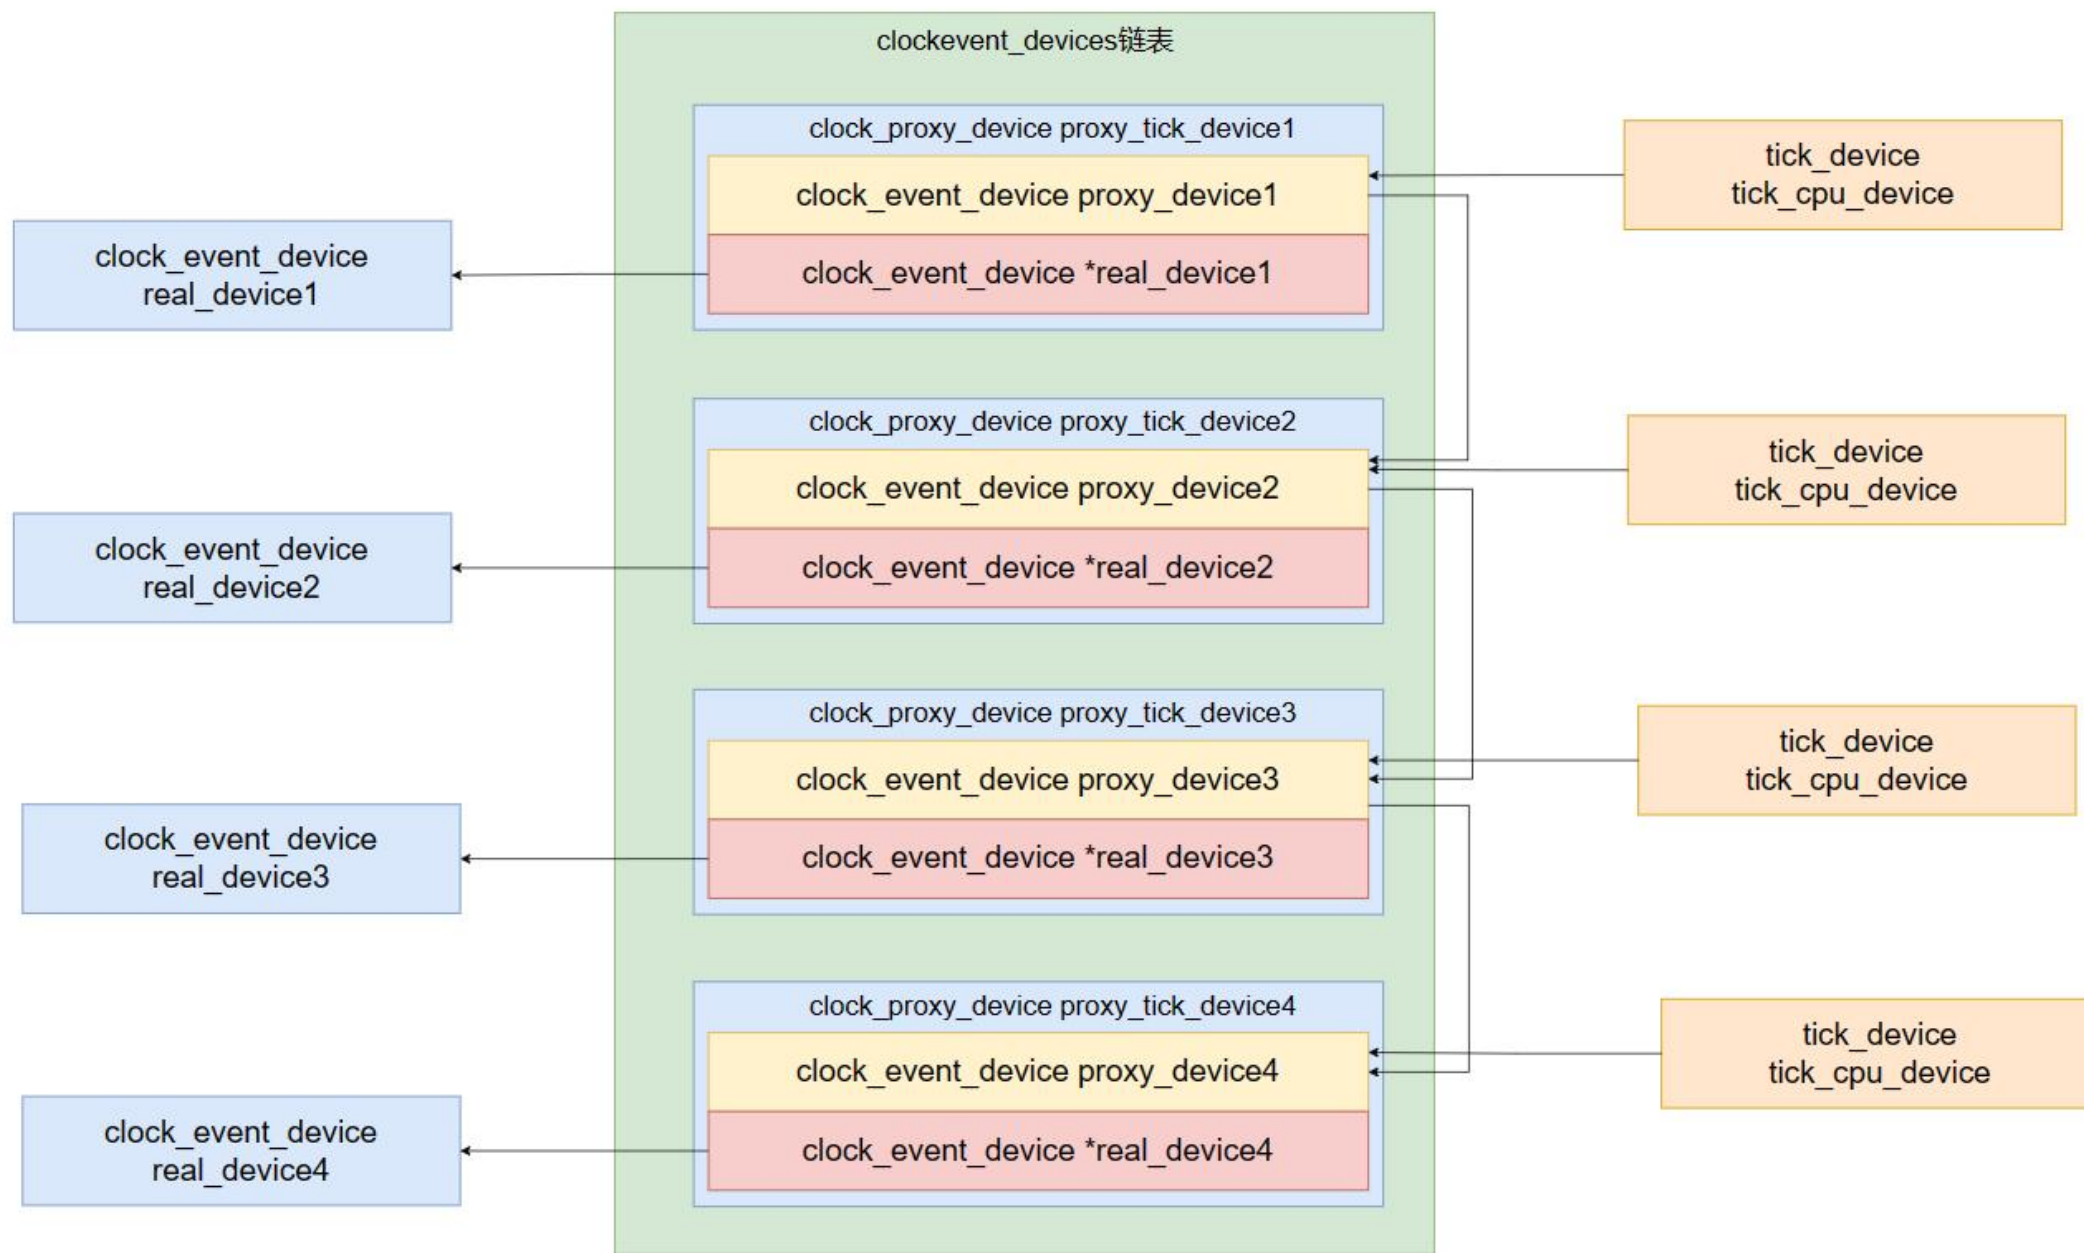 clockevent_devices链表
clock_proxy_device proxy_tick_device1
clock_event_device proxy_device1
clock_event_device *real_device1
clock_event_device
real_device1
tick_device
tick_cpu_device
clock_proxy_device proxy_tick_device2
clock_event_device proxy_device2
clock_event_device *real_device2
clock_event_device
real_device2
tick_device
tick_cpu_device
clock_proxy_device proxy_tick_device3
clock_event_device proxy_device3
clock_event_device *real_device3
clock_event_device
real_device3
tick_device
tick_cpu_device
clock_proxy_device proxy_tick_device4
clock_event_device proxy_device4
clock_event_device *real_device4
clock_event_device
real_device4
tick_device
tick_cpu_device